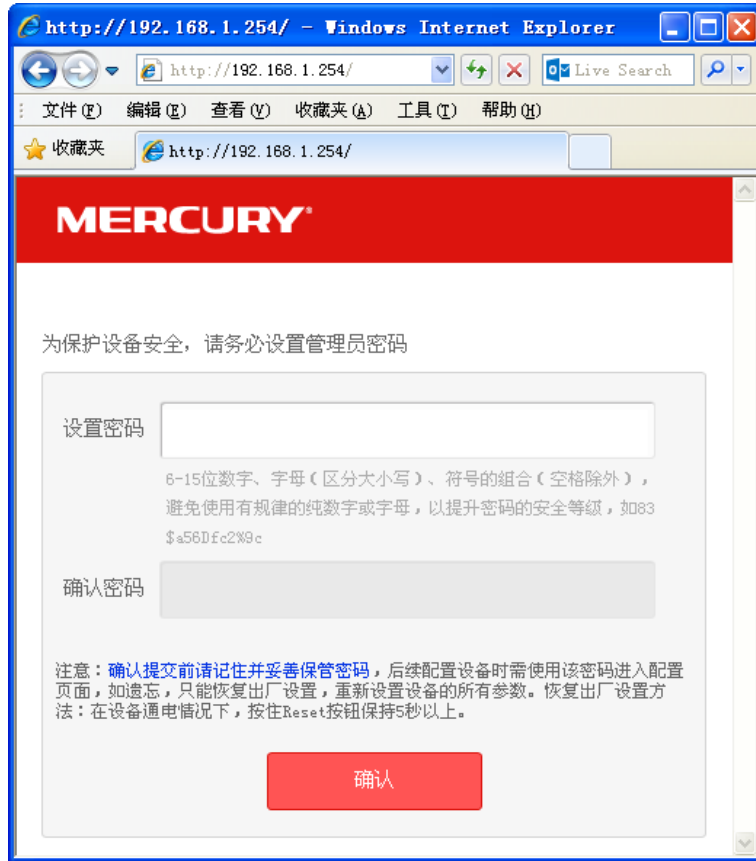 http://192.168.1.254/ - Windows Internet Explorer
http://192.168.1.254/
Live Search
文件(F) 编辑(E) 查看(V) 收藏夹(A) 工具(T) 帮助(H)
收藏夹 http://192.168.1.254/
MERCURY®
为保护设备安全，请务必设置管理员密码
设置密码
6-15位数字、字母(区分大小写)、符号的组合(空格除外)，
避免使用有规律的纯数字或字母，以提升密码的安全等级，如83
$a56Dfc2%9c
确认密码
注意：确认提交前请记住并妥善保管密码，后续配置设备时需使用该密码进入配置
页面，如遗忘，只能恢复出厂设置，重新设置设备的所有参数。恢复出厂设置方
法：在设备通电情况下，按住Reset按钮保持5秒以上。
确认